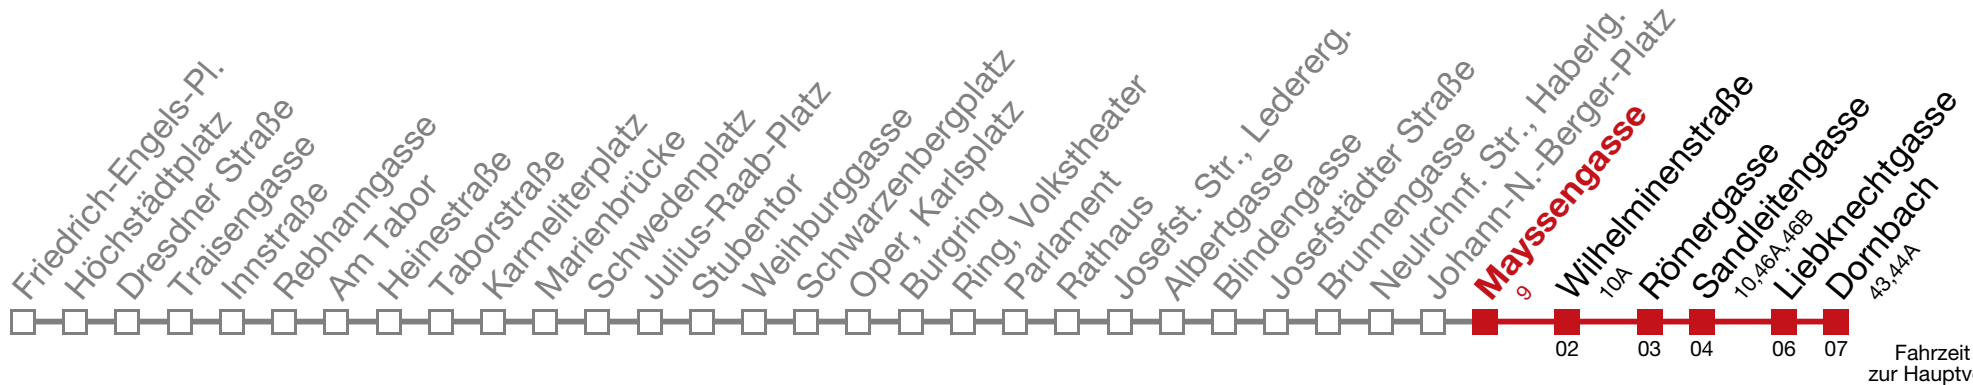 Friedrich-Engels-Pl.
Höchstädtplatz
Dresdner Straße
Traisengasse
Innstraße
Rebhanngasse
Am Tabor
Heinestraße
Taborstraße
Karmeliterplatz
Marienbrücke
Schwedenplatz
Julius-Raab-Platz
Stubentor
Weihburggasse
Schwarzenbergplatz
Oper, Karlsplatz
Burgring
Ring, Volkstheater
Parlament
Rathaus
Josefst. Str., Ledererg.
Albertgasse
Blindengasse
Josefstädter Straße
Brunnengasse
Neulrchnf. Str., Haberlg.
Johann-N.-Berger-Platz
Mayssengasse
9
Wilhelminenstraße
10A
Römergasse
Sandleitengasse
10,46A,46B
Liebknechtgasse
Dornbach
43,44A
02
03
04
06
07
Fahrzeit
zur Hauptv